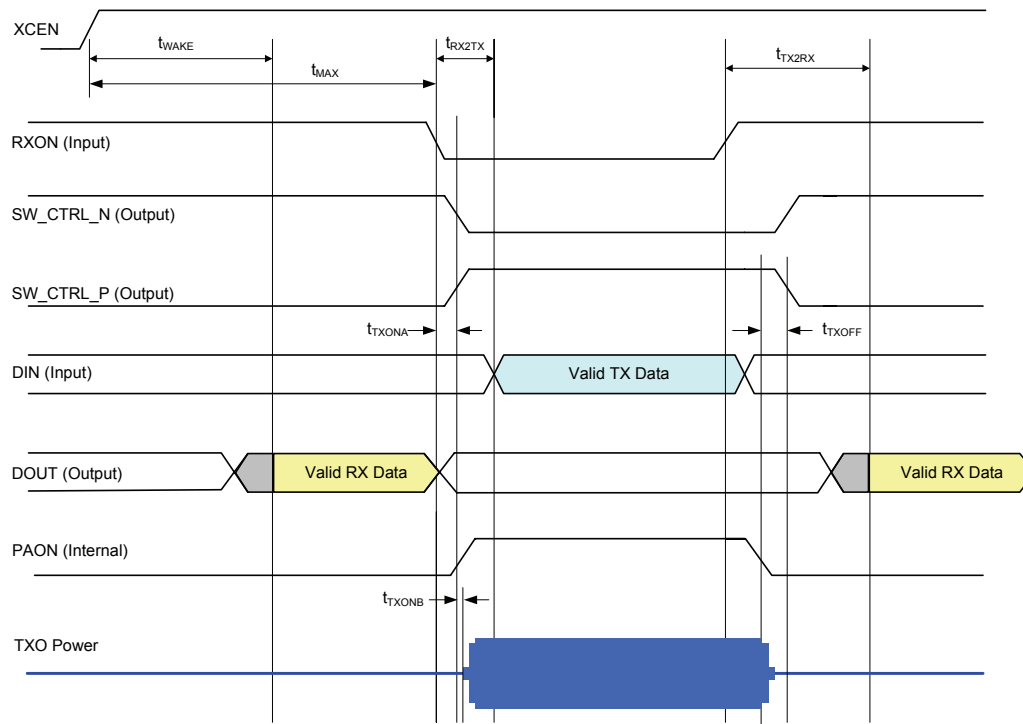 XCEN
tWAKE
tRX2TX
tMAX
tTX2RX
RXON (Input)
SW_CTRL_N (Output)
SW_CTRL_P (Output)
tTXONA
tTXOFF
DIN (Input)
Valid TX Data
DOUT (Output)
Valid RX Data
Valid RX Data
PAON (Internal)
tTXONB
TXO Power